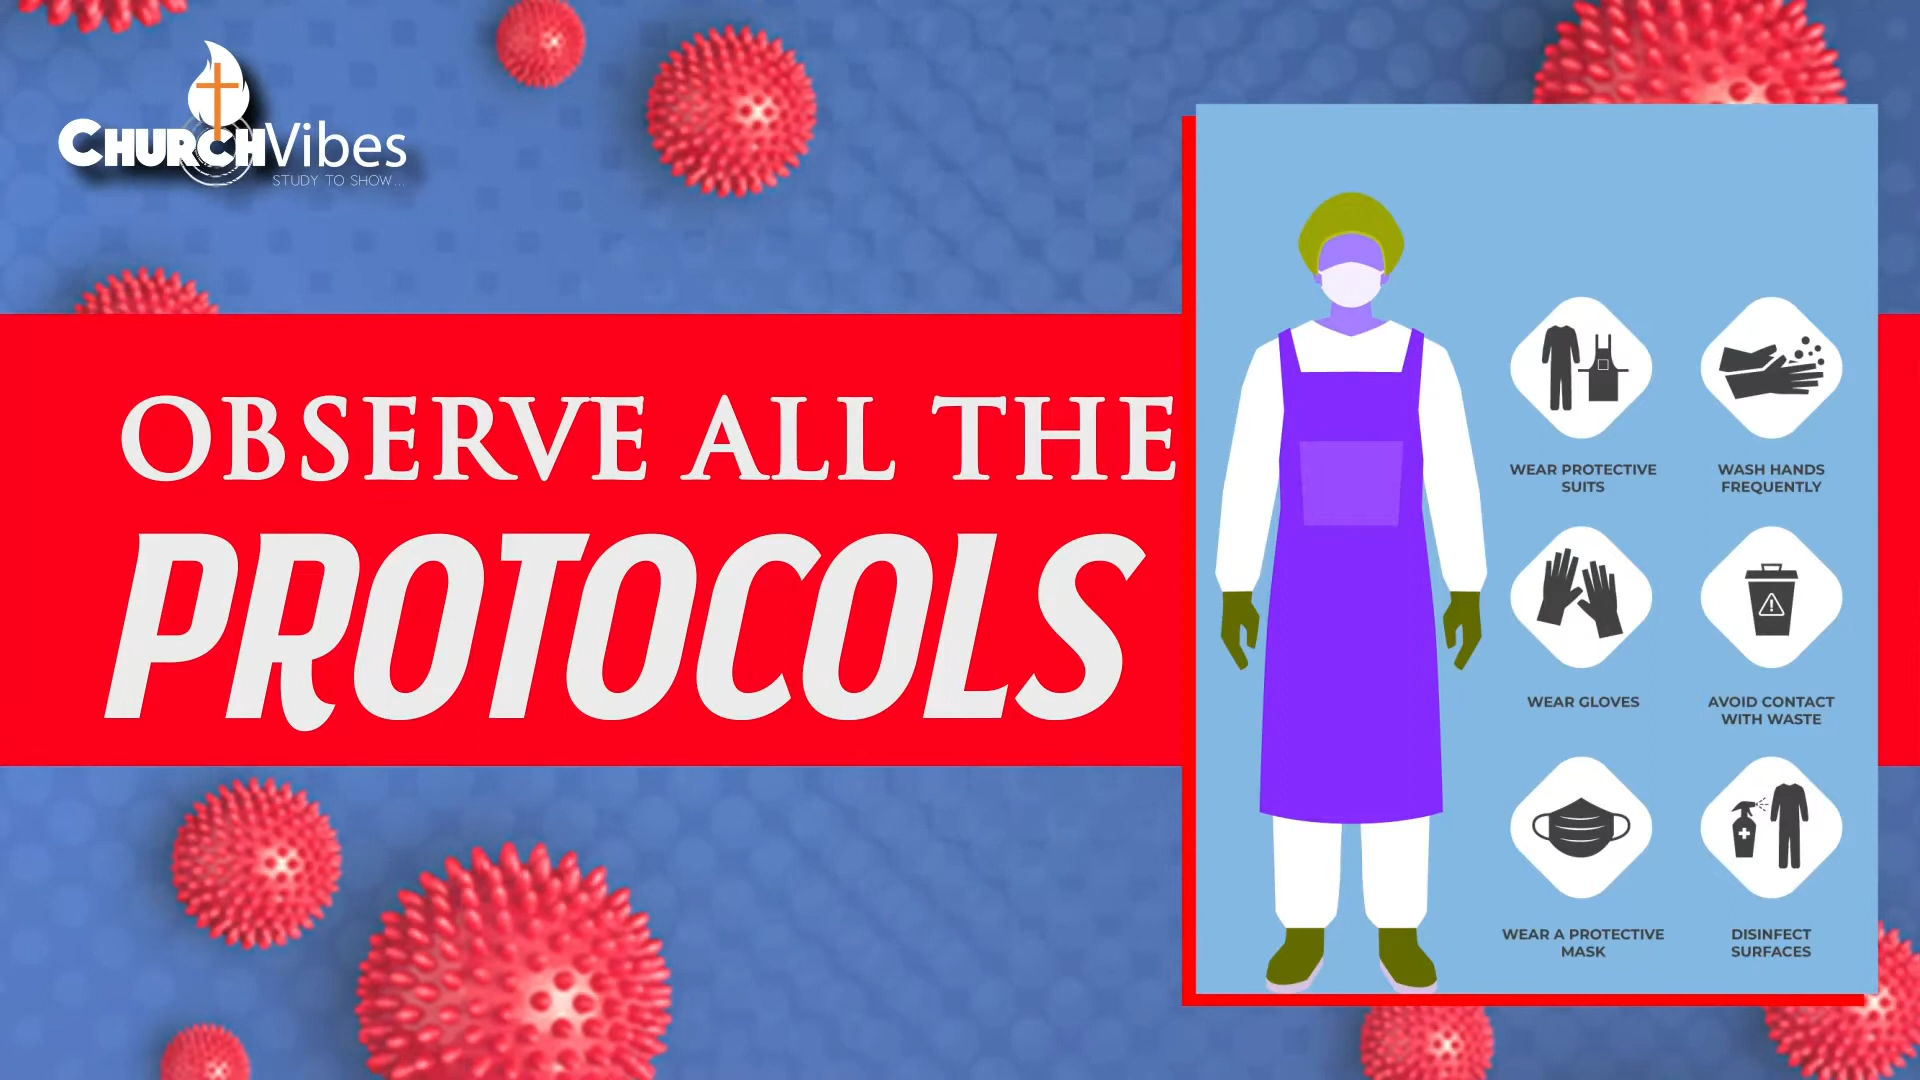 CHURCHVibes
STUDY TO SHOW...
OBSERVE ALL THE
PROTOCOLS
WEAR PROTECTIVE
SUITS
WASH HANDS
FREQUENTLY
WEAR GLOVES
AVOID CONTACT
WITH WASTE
WEAR A PROTECTIVE
MASK
DISINFECT
SURFACES